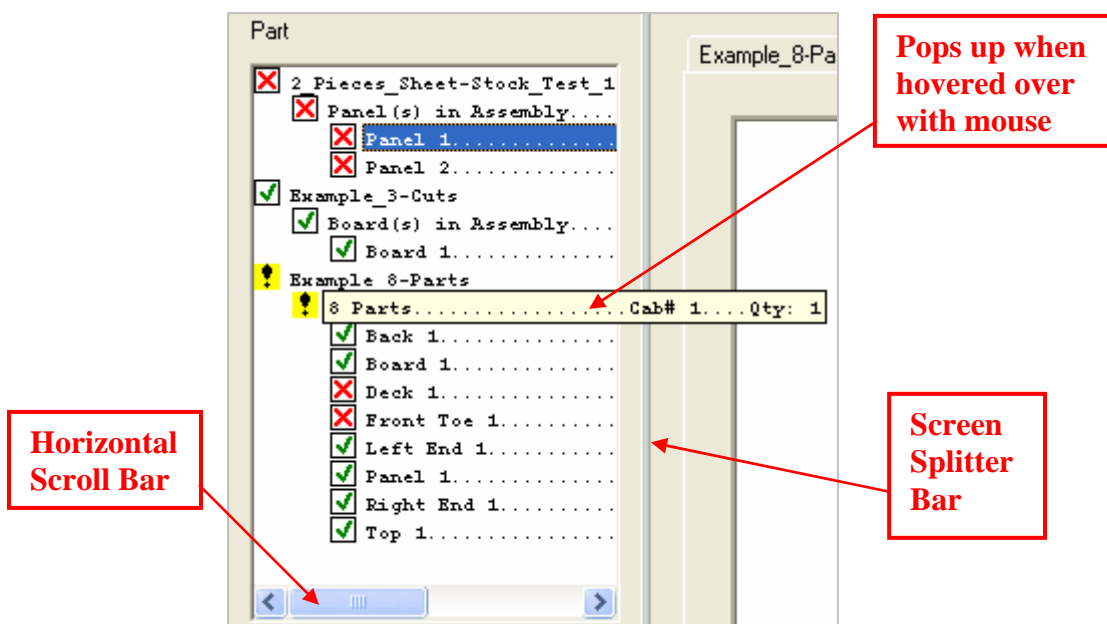 Part
Example_8-Pa
Pops up when
hovered over
with mouse
2_Pieces_Sheet-Stock_Test_1
Panel(s) in Assembly....
Panel 1..............
Panel 2..............
Example_3-Cuts
Board(s) in Assembly....
Board 1..............
Example 8-Parts
8 Parts..................Cab# 1....Qty: 1
Back 1...............
Board 1..............
Deck 1...............
Front Toe 1..........
Left End 1...........
Panel 1..............
Right End 1..........
Top 1................
Horizontal
Scroll Bar
Screen
Splitter
Bar